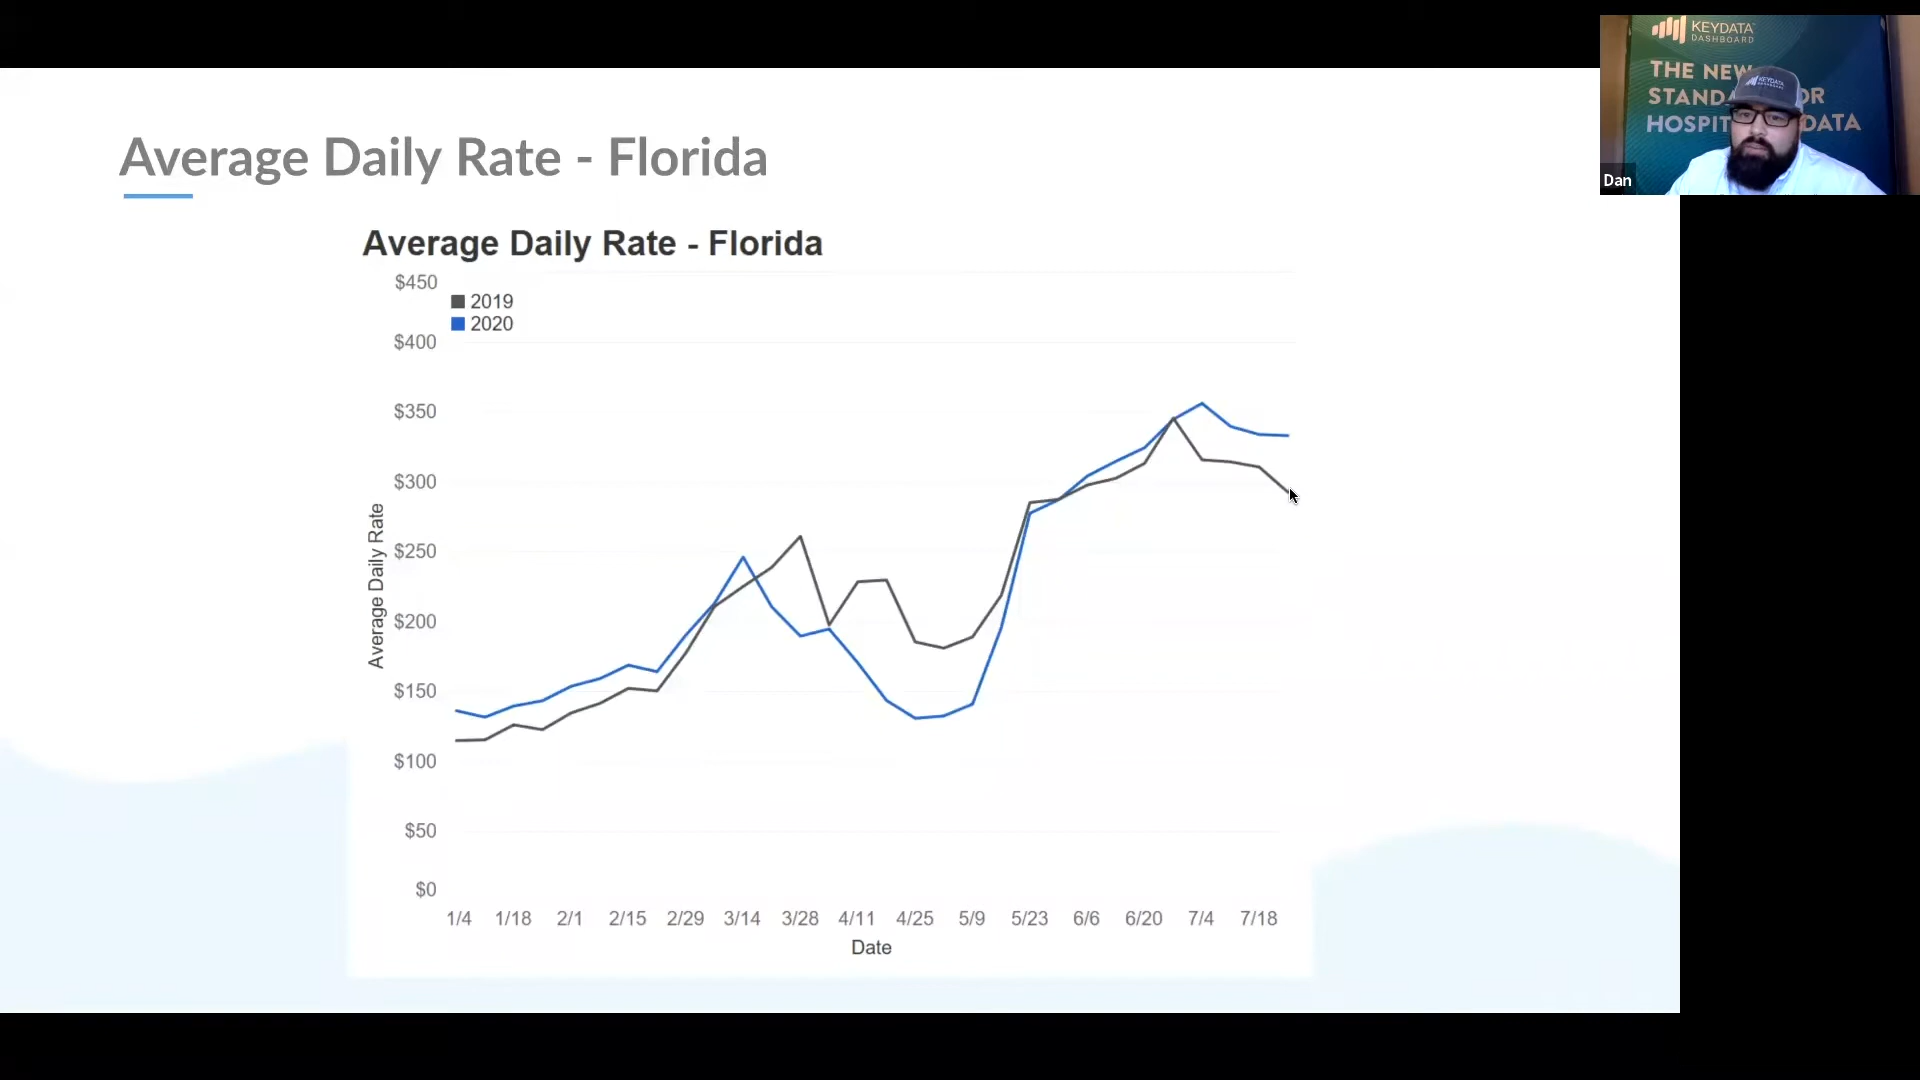 KEYDATA
DASHBOARD
THE NEW
HOSPIT DATA
KEYDATA
Dan
Average Daily Rate - Florida
Average Daily Rate - Florida
2019
2020
Average Daily Rate
$450
$400
$350
$300
$250
$200
$150
$100
$50
$0
1/4 1/18 2/1 2/15 2/29 3/14 3/28 4/11 4/25 5/9 5/23 6/6 6/20 7/4 7/18
Date